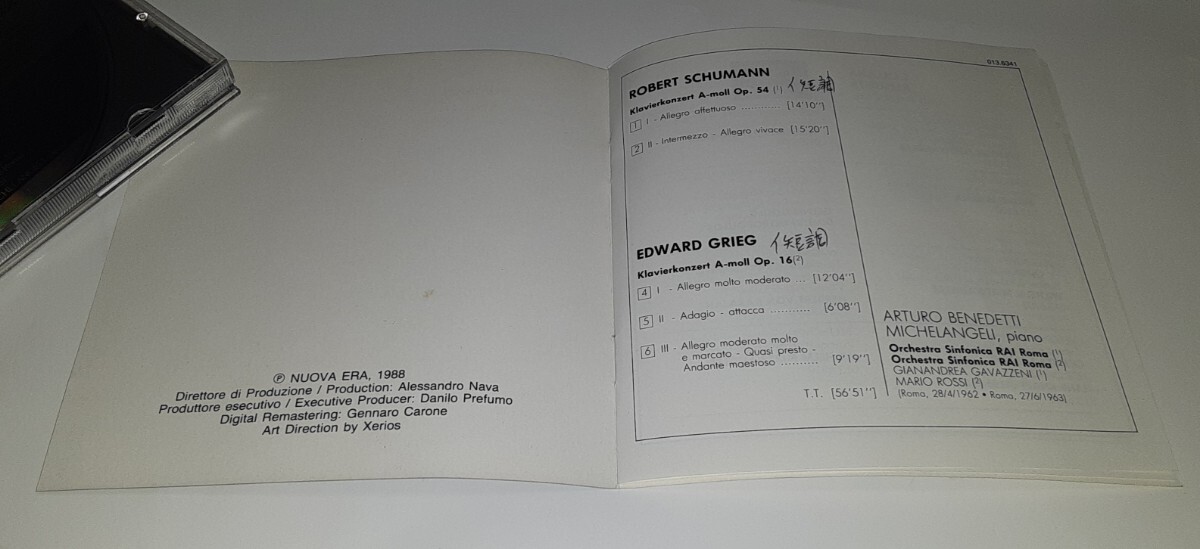 ℗ NUOVA ERA, 1988
Direttore di Produzione / Production: Alessandro Nava
Produttore esecutivo / Executive Producer: Danilo Prefumo
Digital Remastering: Gennaro Carone
Art Direction by Xerios
013.6341
ROBERT SCHUMANN
Klavierkonzert A-moll Op. 54 (1) イ短調
1 I - Allegro affettuoso ............ [14'10'']
2 II - Intermezzo - Allegro vivace [15'20'']
EDWARD GRIEG イ短調
Klavierkonzert A-moll Op. 16(2)
4 I - Allegro molto moderato ... [12'04'']
5 II - Adagio - attacca ........... [6'08'']
6 III - Allegro moderato molto
e marcato - Quasi presto -
Andante maestoso .......... [9'19'']
T.T. [56'51'']
ARTURO BENEDETTI
MICHELANGELI, piano
Orchestra Sinfonica RAI Roma (1)
Orchestra Sinfonica RAI Roma (2)
GIANANDREA GAVAZZENI (1)
MARIO ROSSI (2)
(Roma, 28/4/1962 • Roma, 27/6/1963)